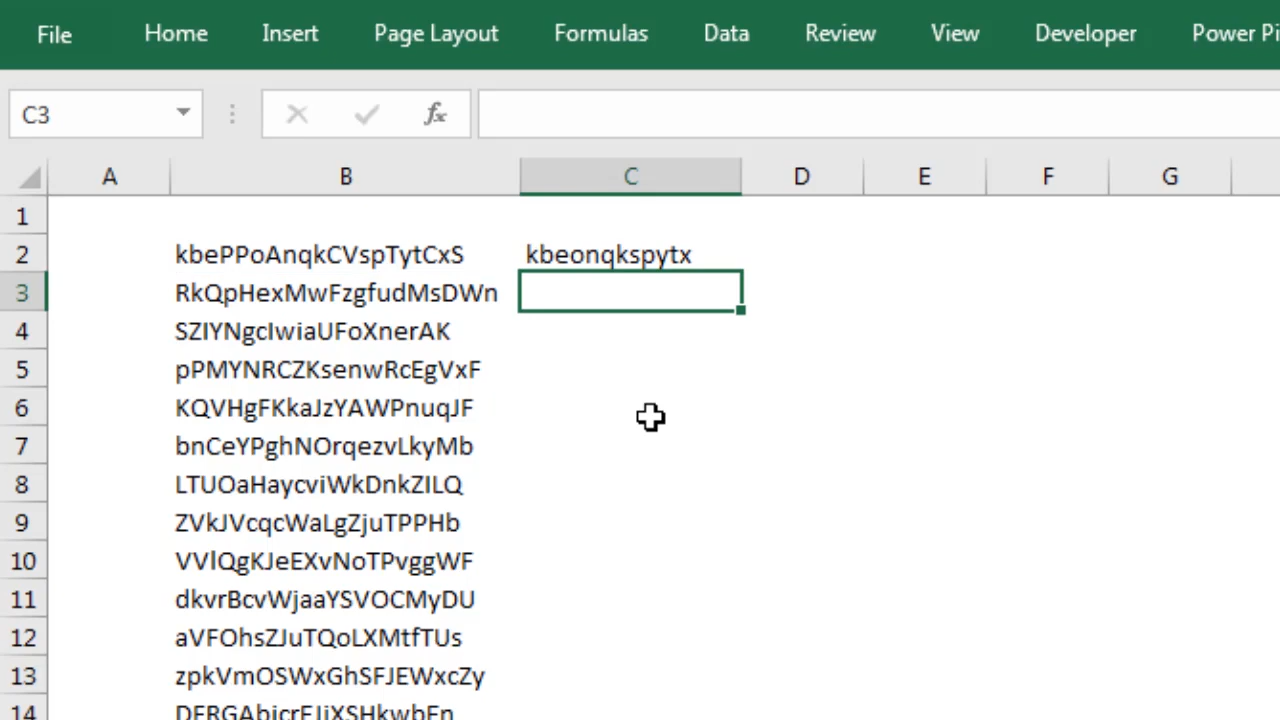 File Home Insert Page Layout Formulas Data Review View Developer Power Pi
C3 fx
A B C D E F G
1
2 kbePPoAnqkCVspTytCxS kbeonqkspytx
3 RkQpHexMwFzgfudMsDWn
4 SZIYNgcIwiaUFoXnerAK
5 pPMYNRCZKsenwRcEgVxF
6 KQVHgFKkaJzYAWPnuqJF
7 bnCeYPghNOrqezvLkyMb
8 LTUOaHaycviWkDnkZILQ
9 ZVkJVcqcWaLgZjuTPPHb
10 VVlQgKJeEXvNoTPvggWF
11 dkvrBcvWjaaYSVOCMyDU
12 aVFOhsZJuTQoLXMtfTUs
13 zpkVmOSWxGhSFJEWxcZy
14